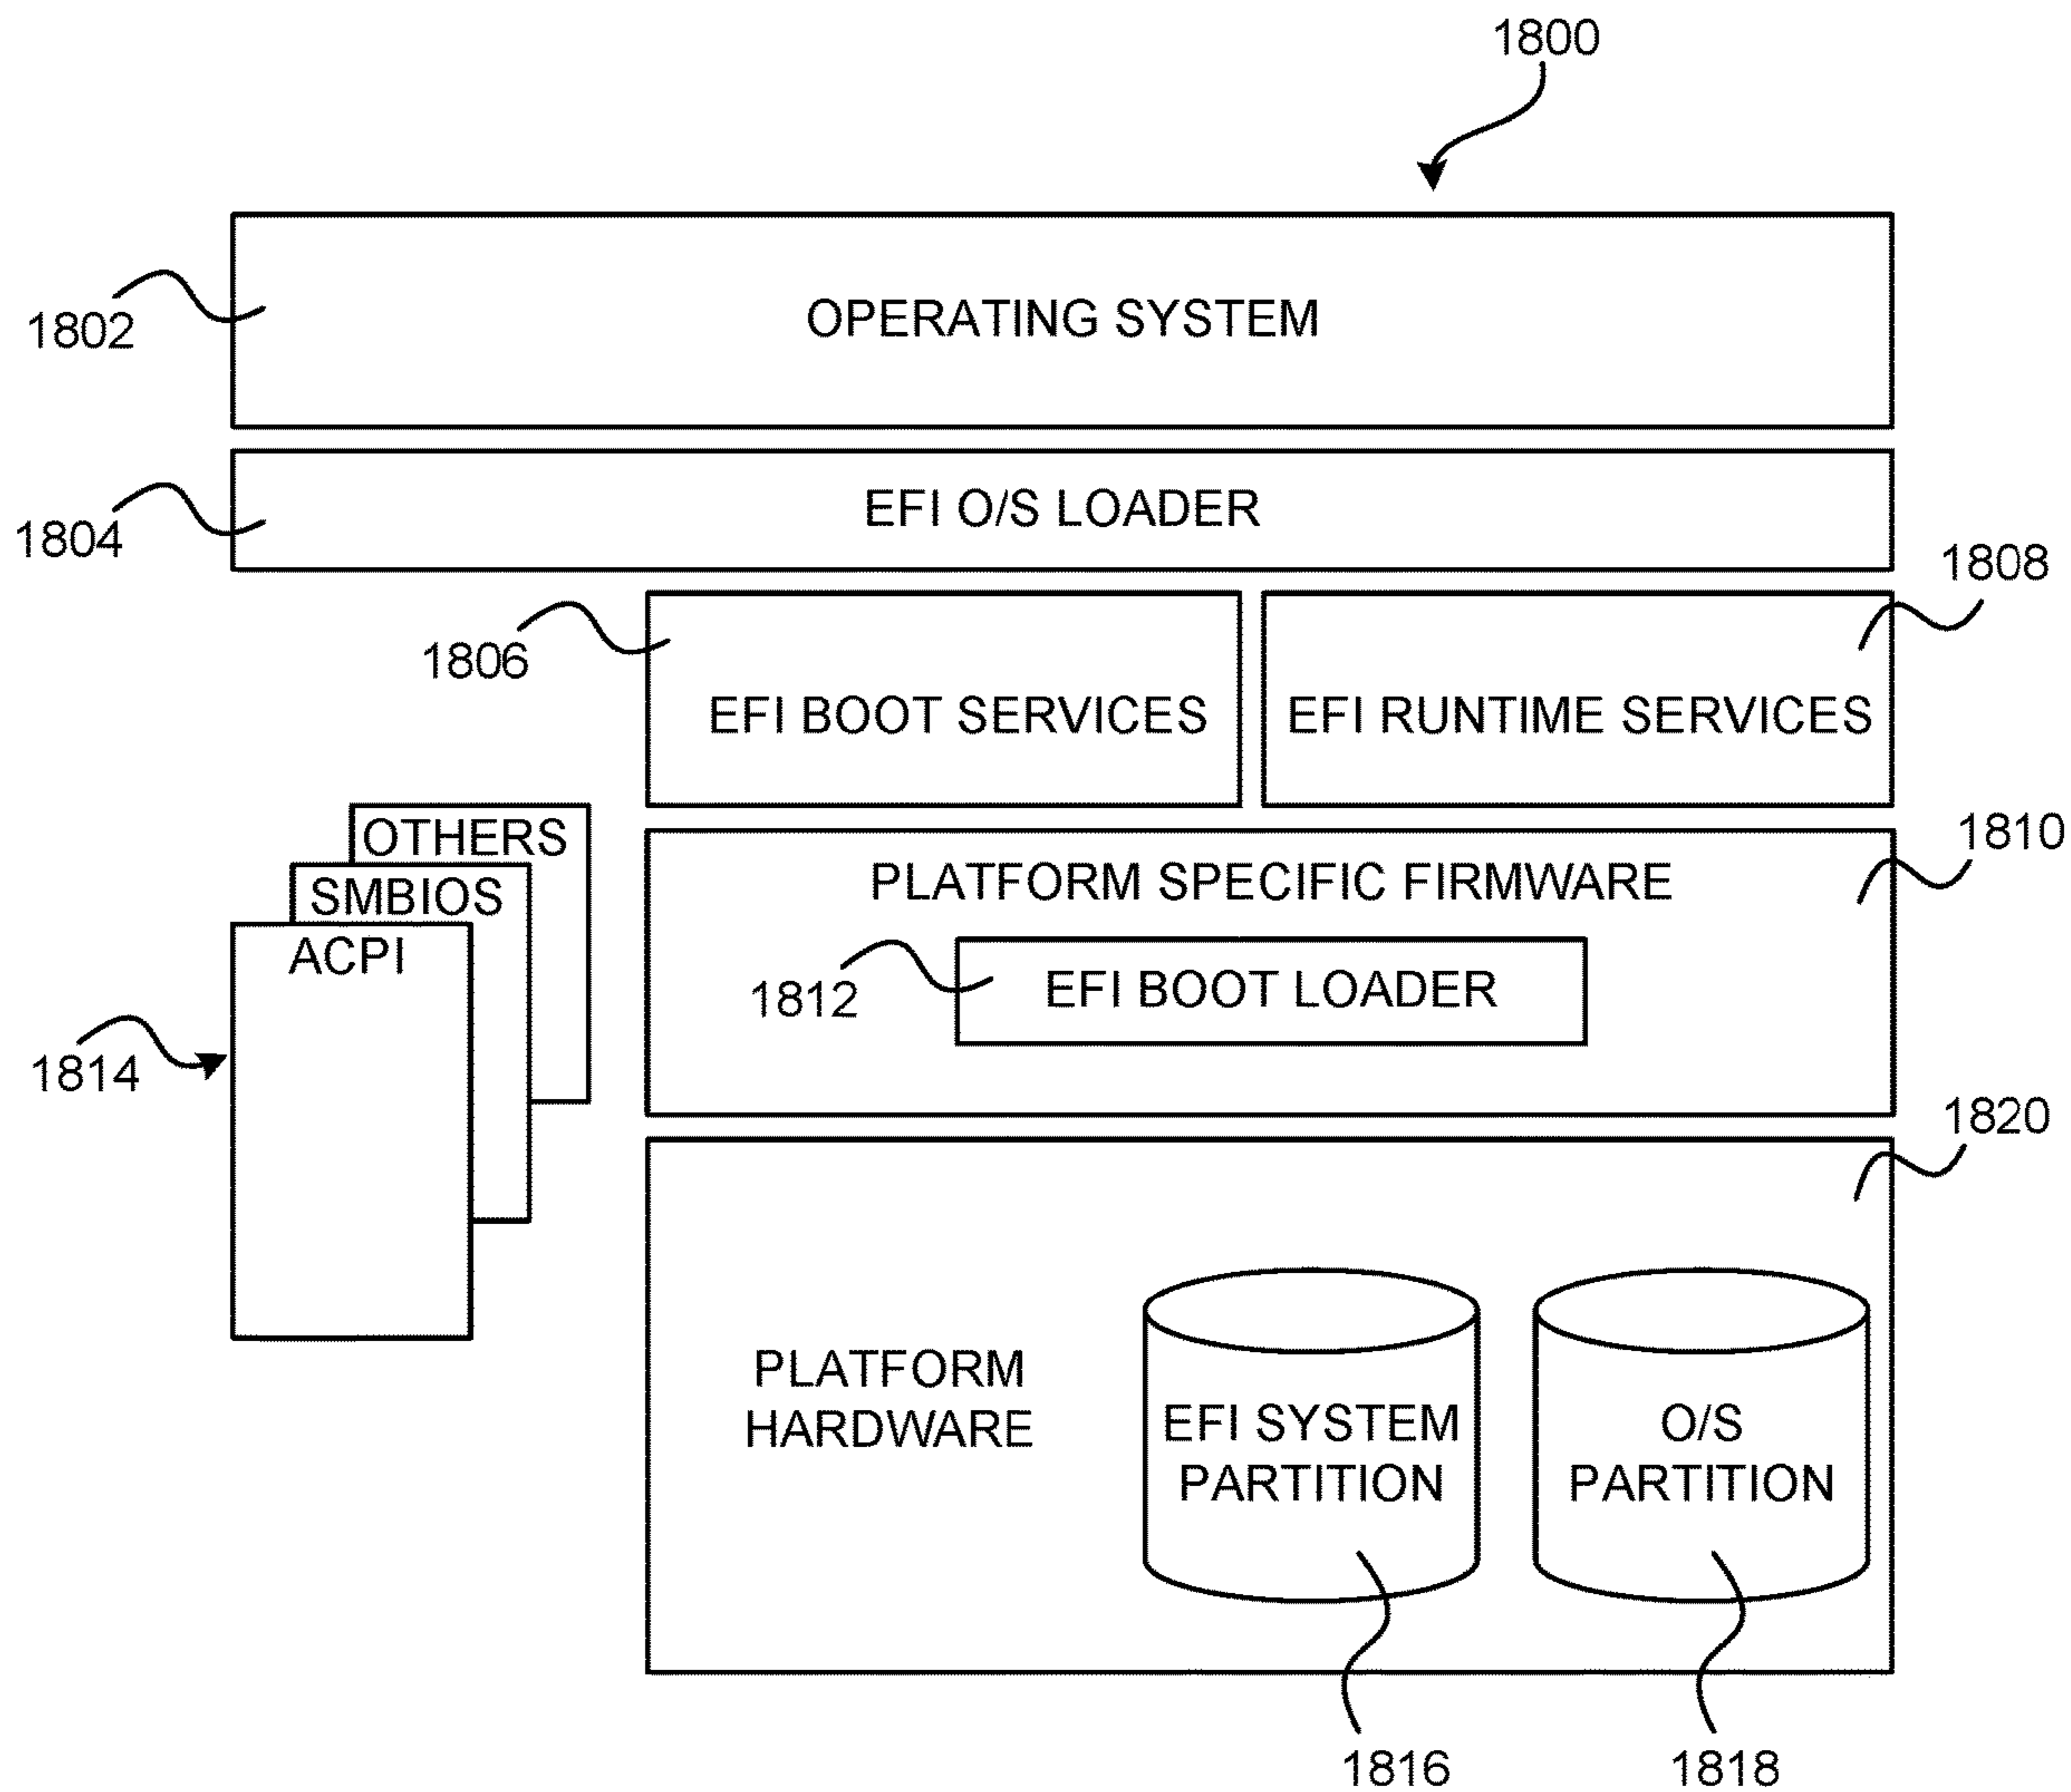 1800
OPERATING SYSTEM
1802
EFI O/S LOADER
1804
1808
1806
EFI BOOT SERVICES
EFI RUNTIME SERVICES
OTHERS
1810
PLATFORM SPECIFIC FIRMWARE
SMBIOS
ACPI
1812
EFI BOOT LOADER
1814
1820
PLATFORM
HARDWARE
EFI SYSTEM
PARTITION
O/S
PARTITION
1816
1818